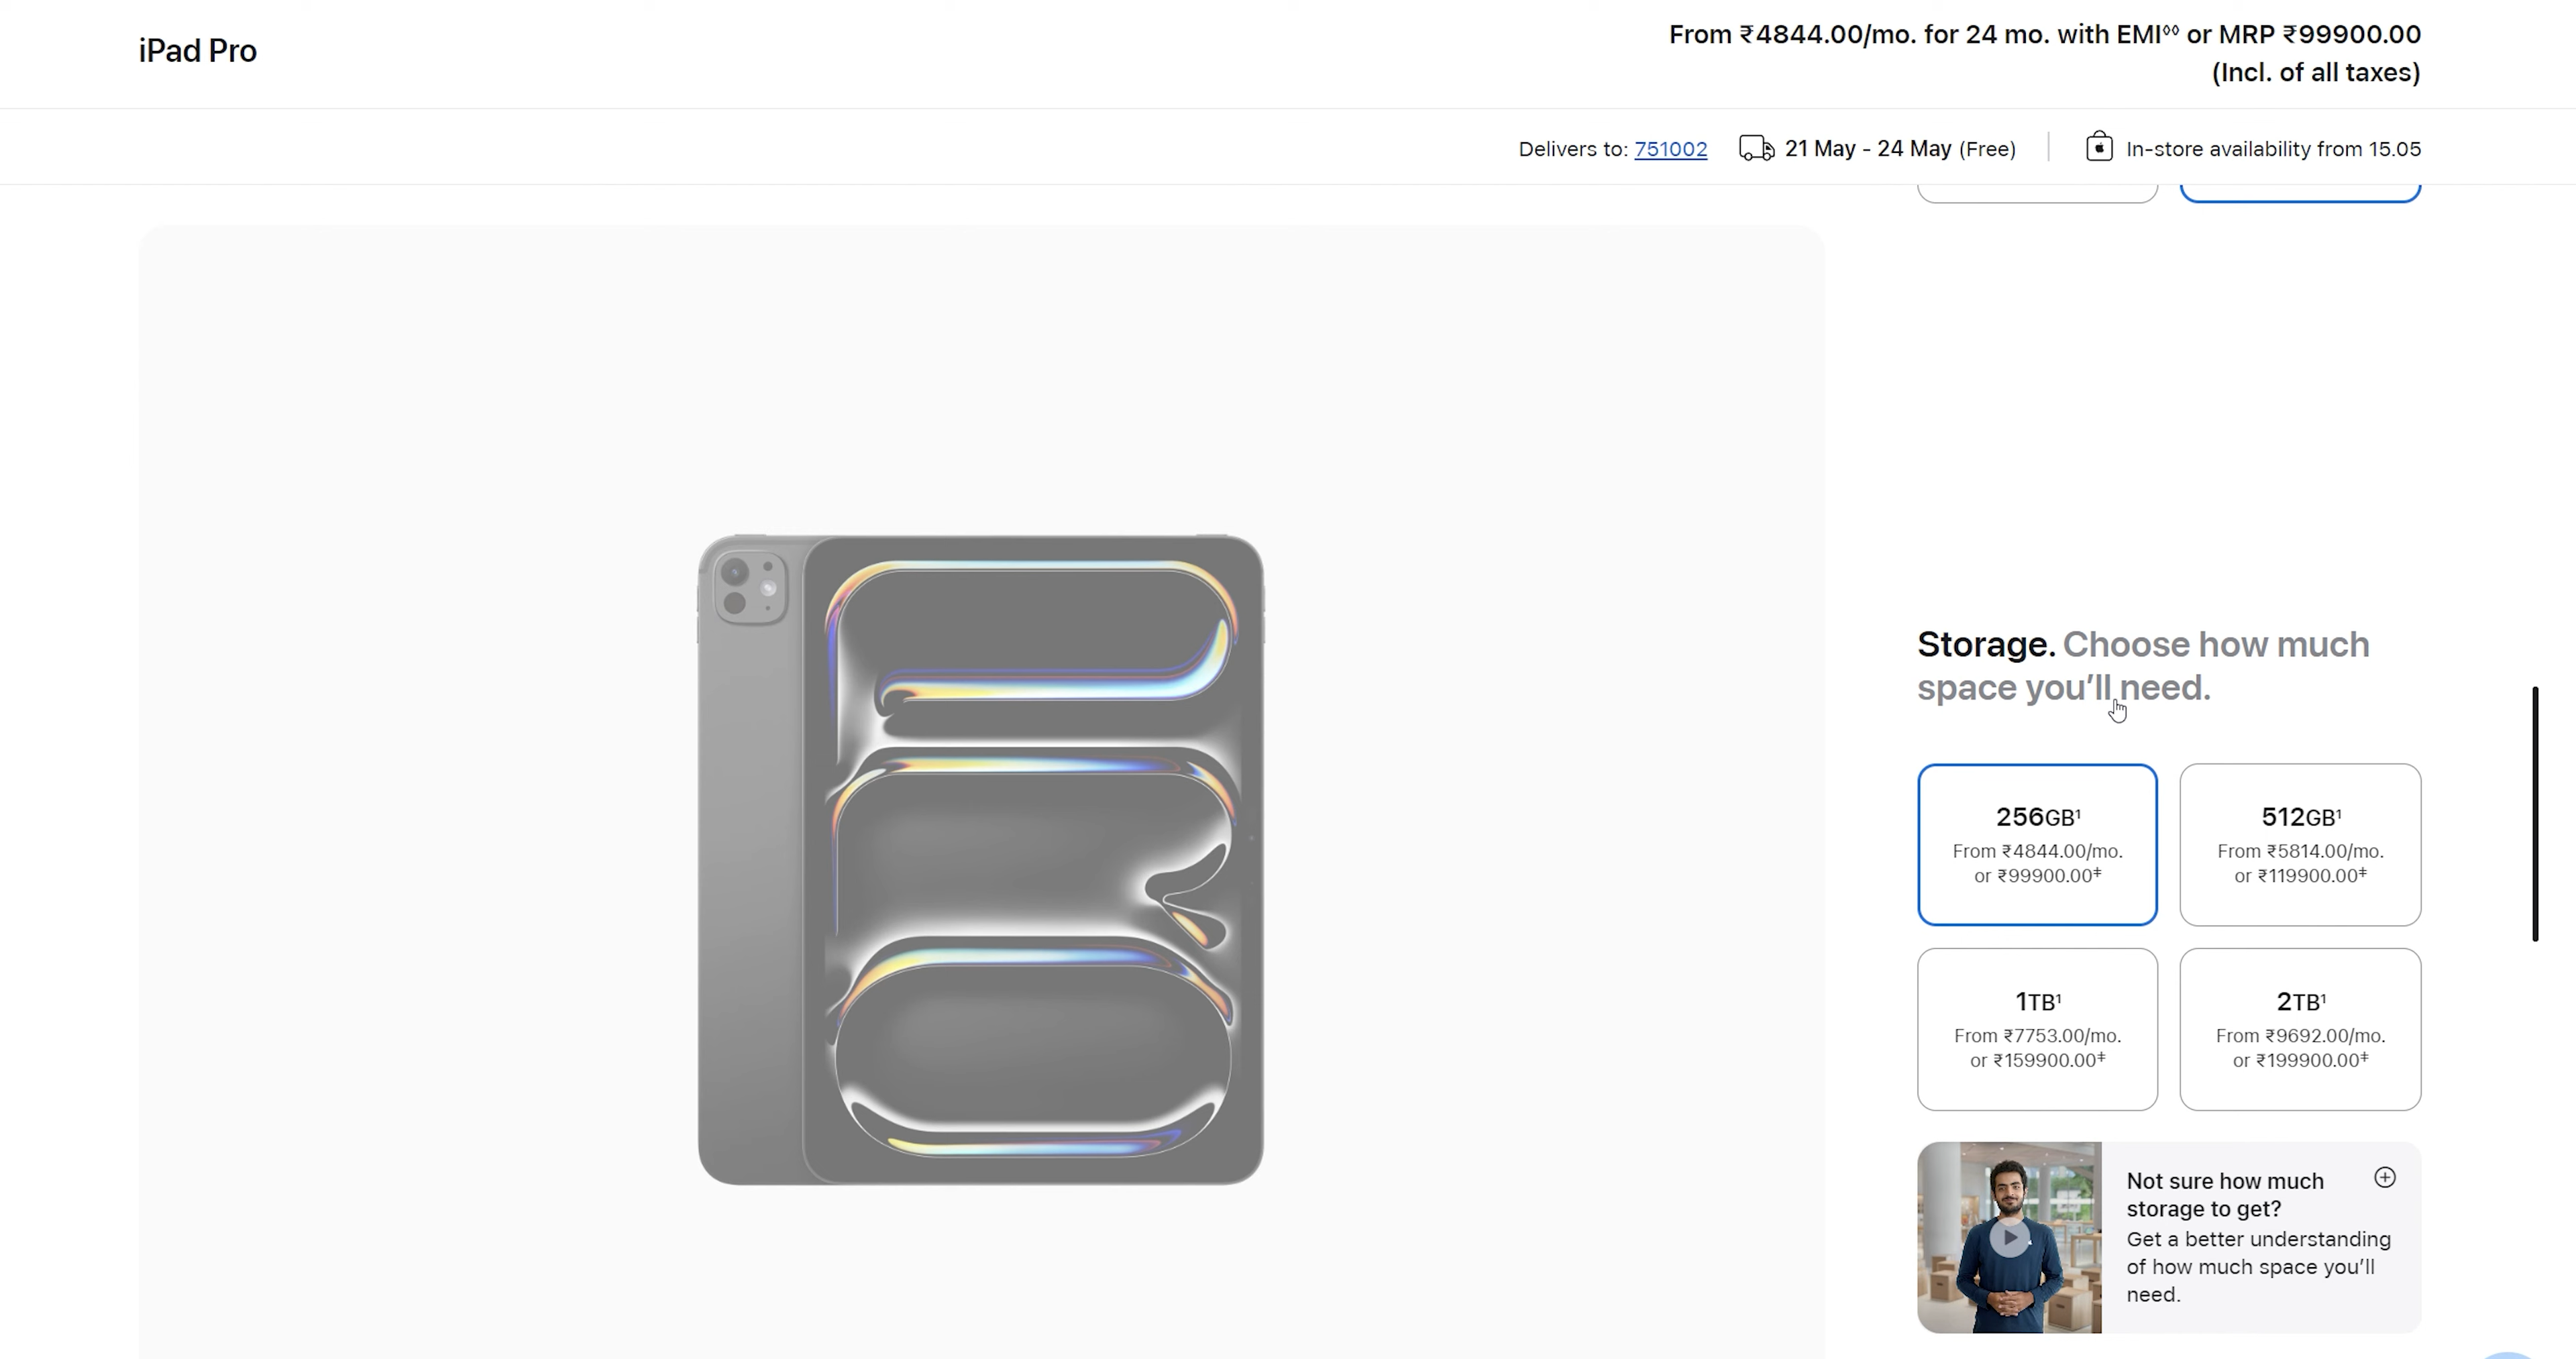 iPad Pro
From ₹4844.00/mo. for 24 mo. with EMI◊◊ or MRP ₹99900.00
(Incl. of all taxes)
Delivers to: 751002 21 May - 24 May (Free) In-store availability from 15.05
Storage. Choose how much
space you’ll need.
256GB¹
From ₹4844.00/mo.
or ₹99900.00‡
512GB¹
From ₹5814.00/mo.
or ₹119900.00‡
1TB¹
From ₹7753.00/mo.
or ₹159900.00‡
2TB¹
From ₹9692.00/mo.
or ₹199900.00‡
Not sure how much
storage to get?
Get a better understanding
of how much space you’ll
need.